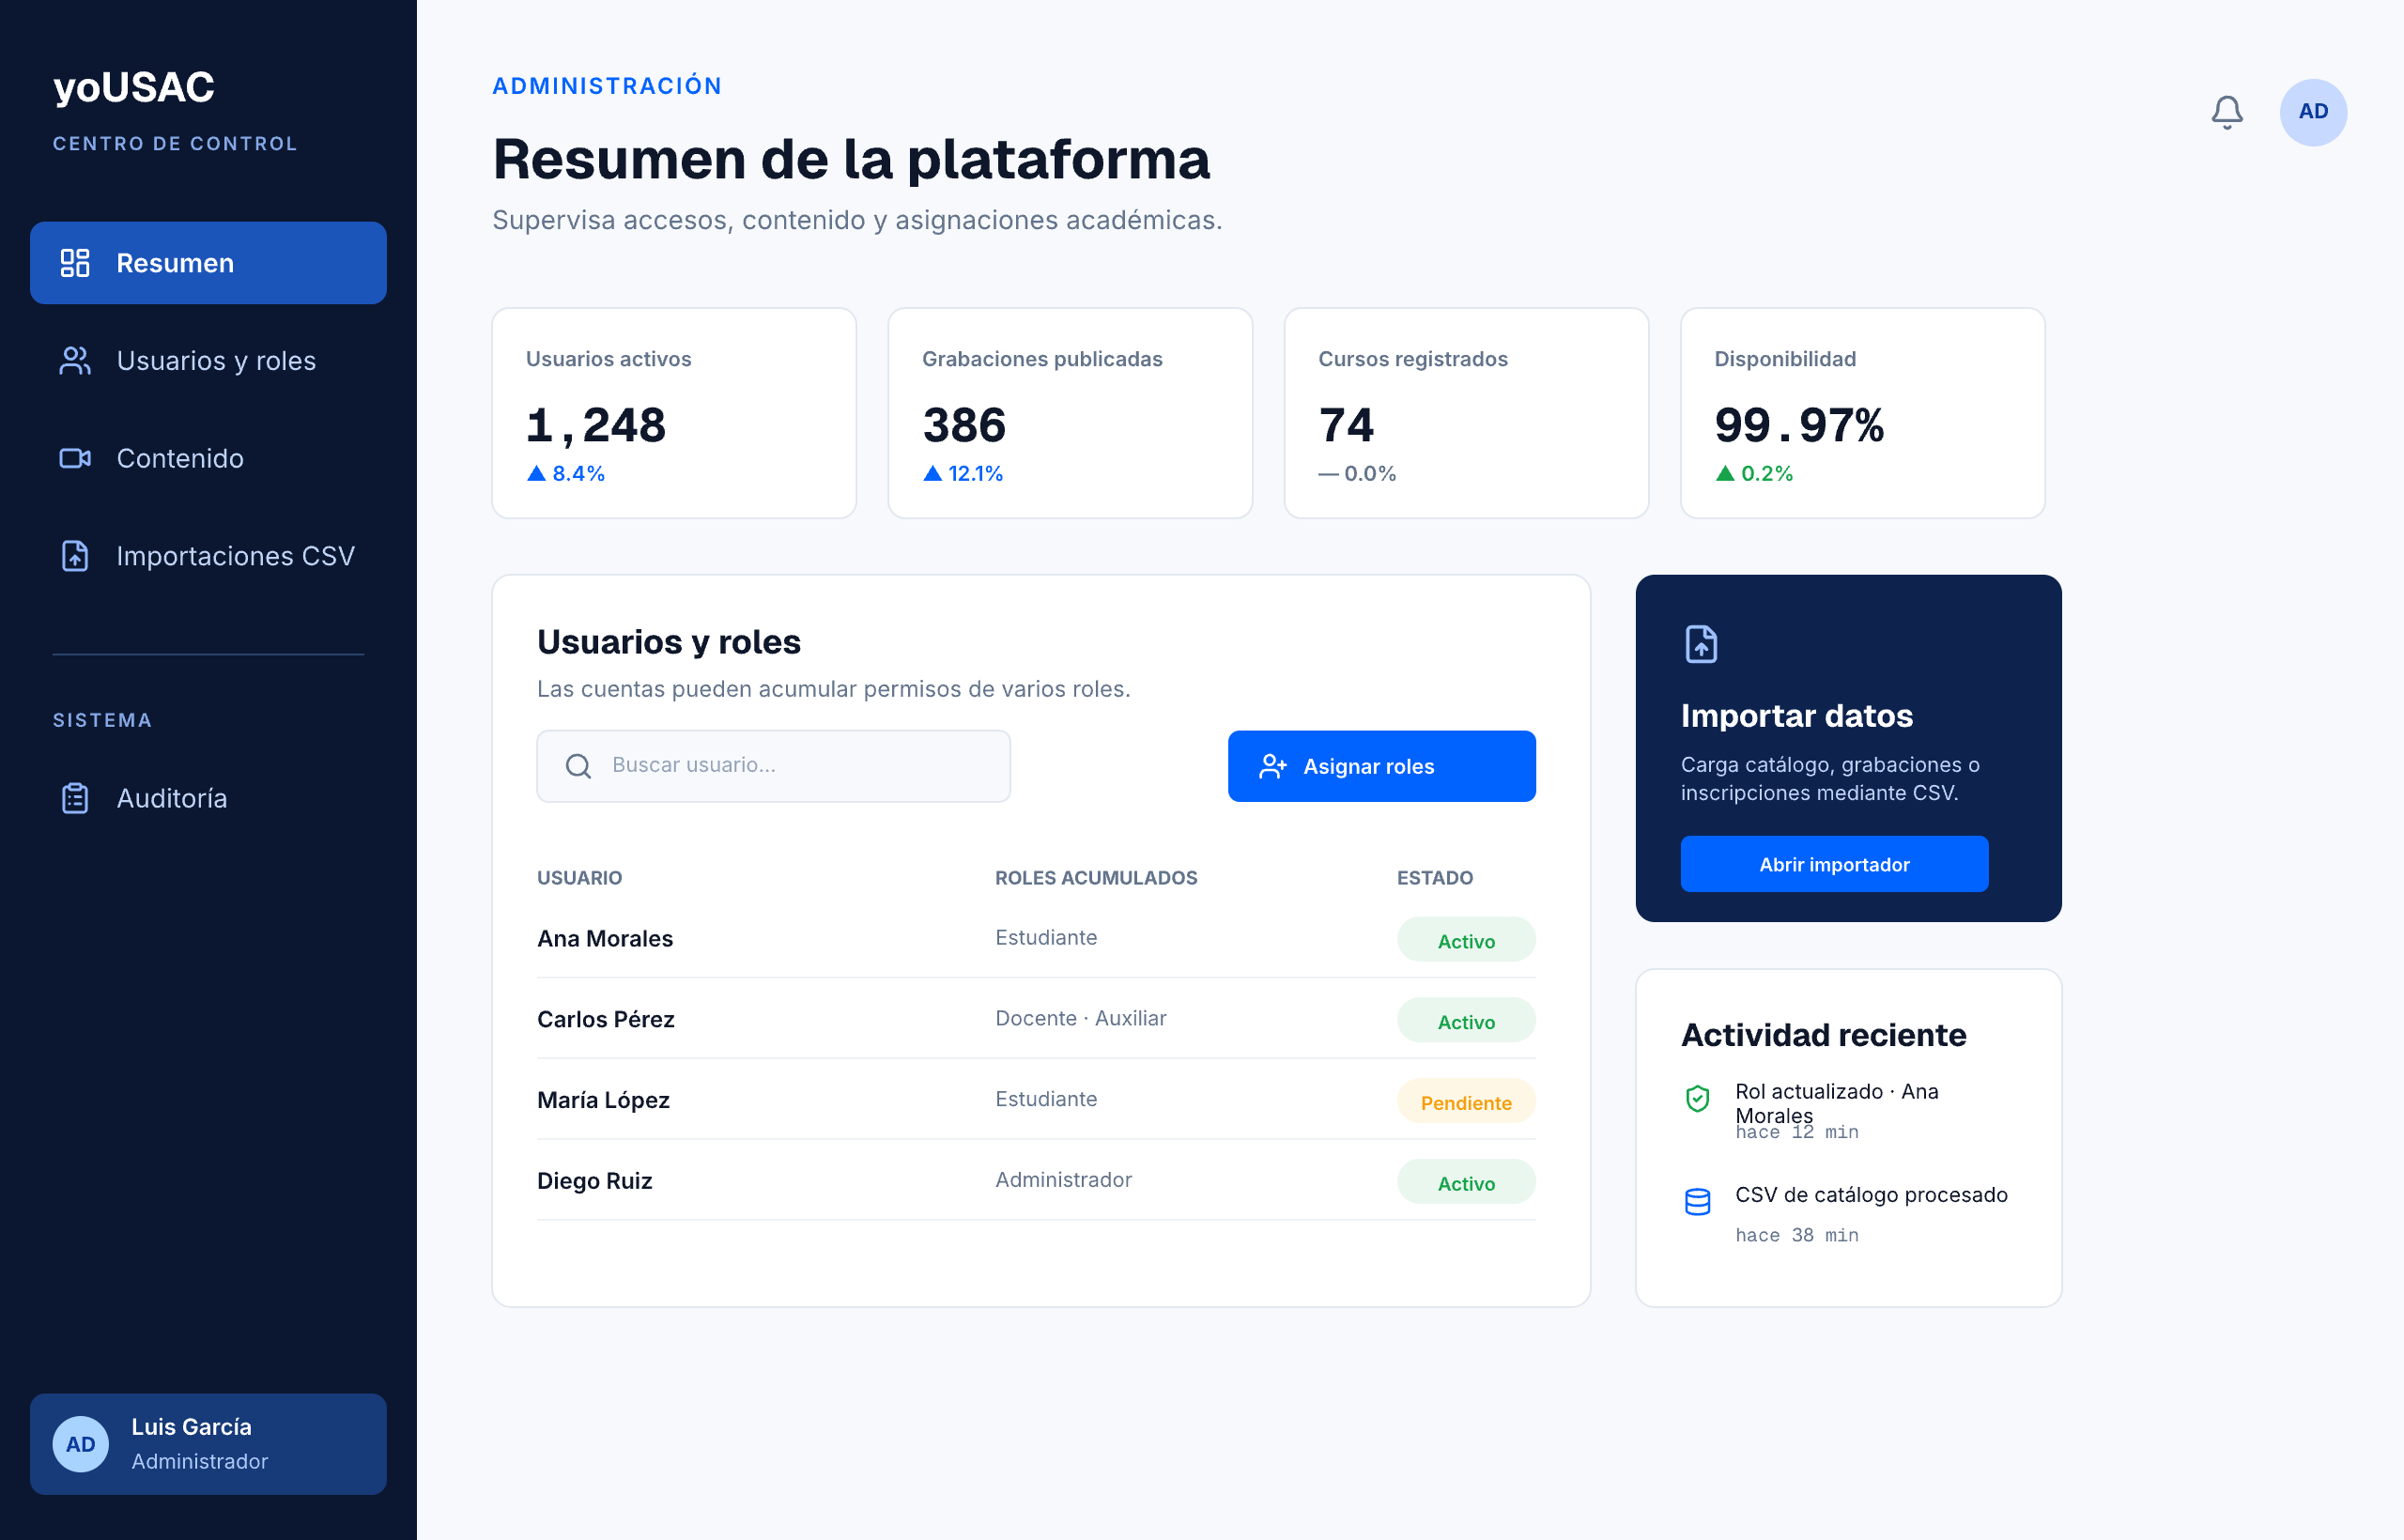 yoUSAC
CENTRO DE CONTROL
Resumen
Usuarios y roles
Contenido
Importaciones CSV
SISTEMA
Auditoría
AD
Luis García
Administrador
ADMINISTRACIÓN
Resumen de la plataforma
Supervisa accesos, contenido y asignaciones académicas.
AD
Usuarios activos
1,248
▲ 8.4%
Grabaciones publicadas
386
▲ 12.1%
Cursos registrados
74
— 0.0%
Disponibilidad
99.97%
▲ 0.2%
Usuarios y roles
Las cuentas pueden acumular permisos de varios roles.
Buscar usuario...
Asignar roles
USUARIO ROLES ACUMULADOS ESTADO
Ana Morales Estudiante Activo
Carlos Pérez Docente · Auxiliar Activo
María López Estudiante Pendiente
Diego Ruiz Administrador Activo
Importar datos
Carga catálogo, grabaciones o
inscripciones mediante CSV.
Abrir importador
Actividad reciente
Rol actualizado · Ana
Morales
hace 12 min
CSV de catálogo procesado
hace 38 min